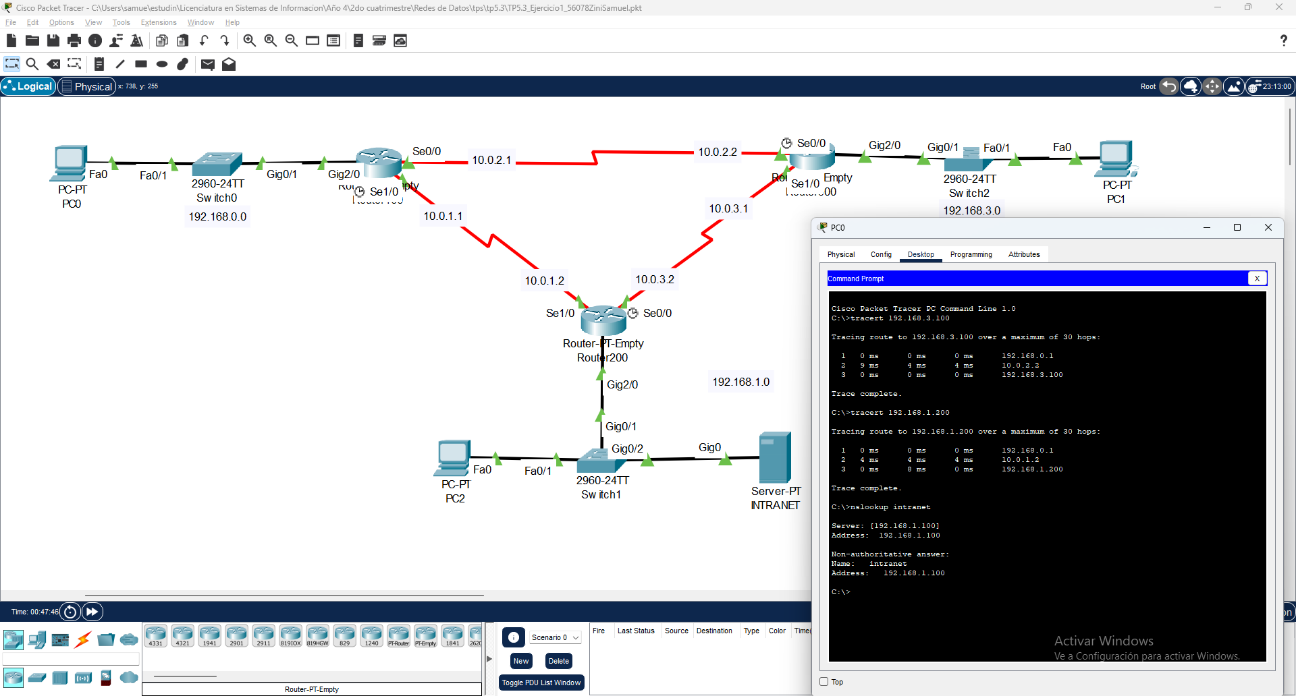 Cisco Packet Tracer - C:\Users\samue\estudin\Licenciatura en Sistemas de Informacion\Año 4\2do cuatrimestre\Redes de Datos\tps\tp5.3\TP5.3_Ejercicio1_56078ZiniSamuel.pkt
File Edit Options View Tools Extensions Window Help
Logical Physical x: 738, y: 255
Root 23:13:00
Se0/0
10.0.2.1
10.0.2.2
Se0/0
Gig2/0
Gig0/1
Fa0/1
Fa0
Fa0
Fa0/1
Gig0/1
Gig2/0
Se1/0
Se1/0
Empty
PC-PT
PC0
2960-24TT
Switch0
192.168.0.0
2960-24TT
Switch2
192.168.3.0
PC-PT
PC1
10.0.1.1
10.0.3.1
10.0.1.2
10.0.3.2
Se1/0
Se0/0
Router-PT-Empty
Router200
Gig2/0
192.168.1.0
Gig0/1
Gig0/2
Gig0
Fa0
Fa0/1
PC-PT
PC2
2960-24TT
Switch1
Server-PT
INTRANET
PC0
Physical Config Desktop Programming Attributes
Command Prompt
X
Cisco Packet Tracer PC Command Line 1.0
C:\>tracert 192.168.3.100
Tracing route to 192.168.3.100 over a maximum of 30 hops:
1 0 ms 0 ms 0 ms 192.168.0.1
2 9 ms 4 ms 4 ms 10.0.2.2
3 0 ms 0 ms 0 ms 192.168.3.100
Trace complete.
C:\>tracert 192.168.1.200
Tracing route to 192.168.1.200 over a maximum of 30 hops:
1 0 ms 0 ms 0 ms 192.168.0.1
2 4 ms 4 ms 4 ms 10.0.1.2
3 0 ms 8 ms 0 ms 192.168.1.200
Trace complete.
C:\>nslookup intranet
Server: [192.168.1.100]
Address: 192.168.1.100
Non-authoritative answer:
Name: intranet
Address: 192.168.1.100
C:\>
Activar Windows
Ve a Configuración para activar Windows.
Top
Time: 00:47:46
4331 4321 1941 2901 2911 819IOX 819HGW 829 1240 PT-Router PT-Empty 1841
Router-PT-Empty
Scenario 0
New Delete
Toggle PDU List Window
Fire Last Status Source Destination Type Color